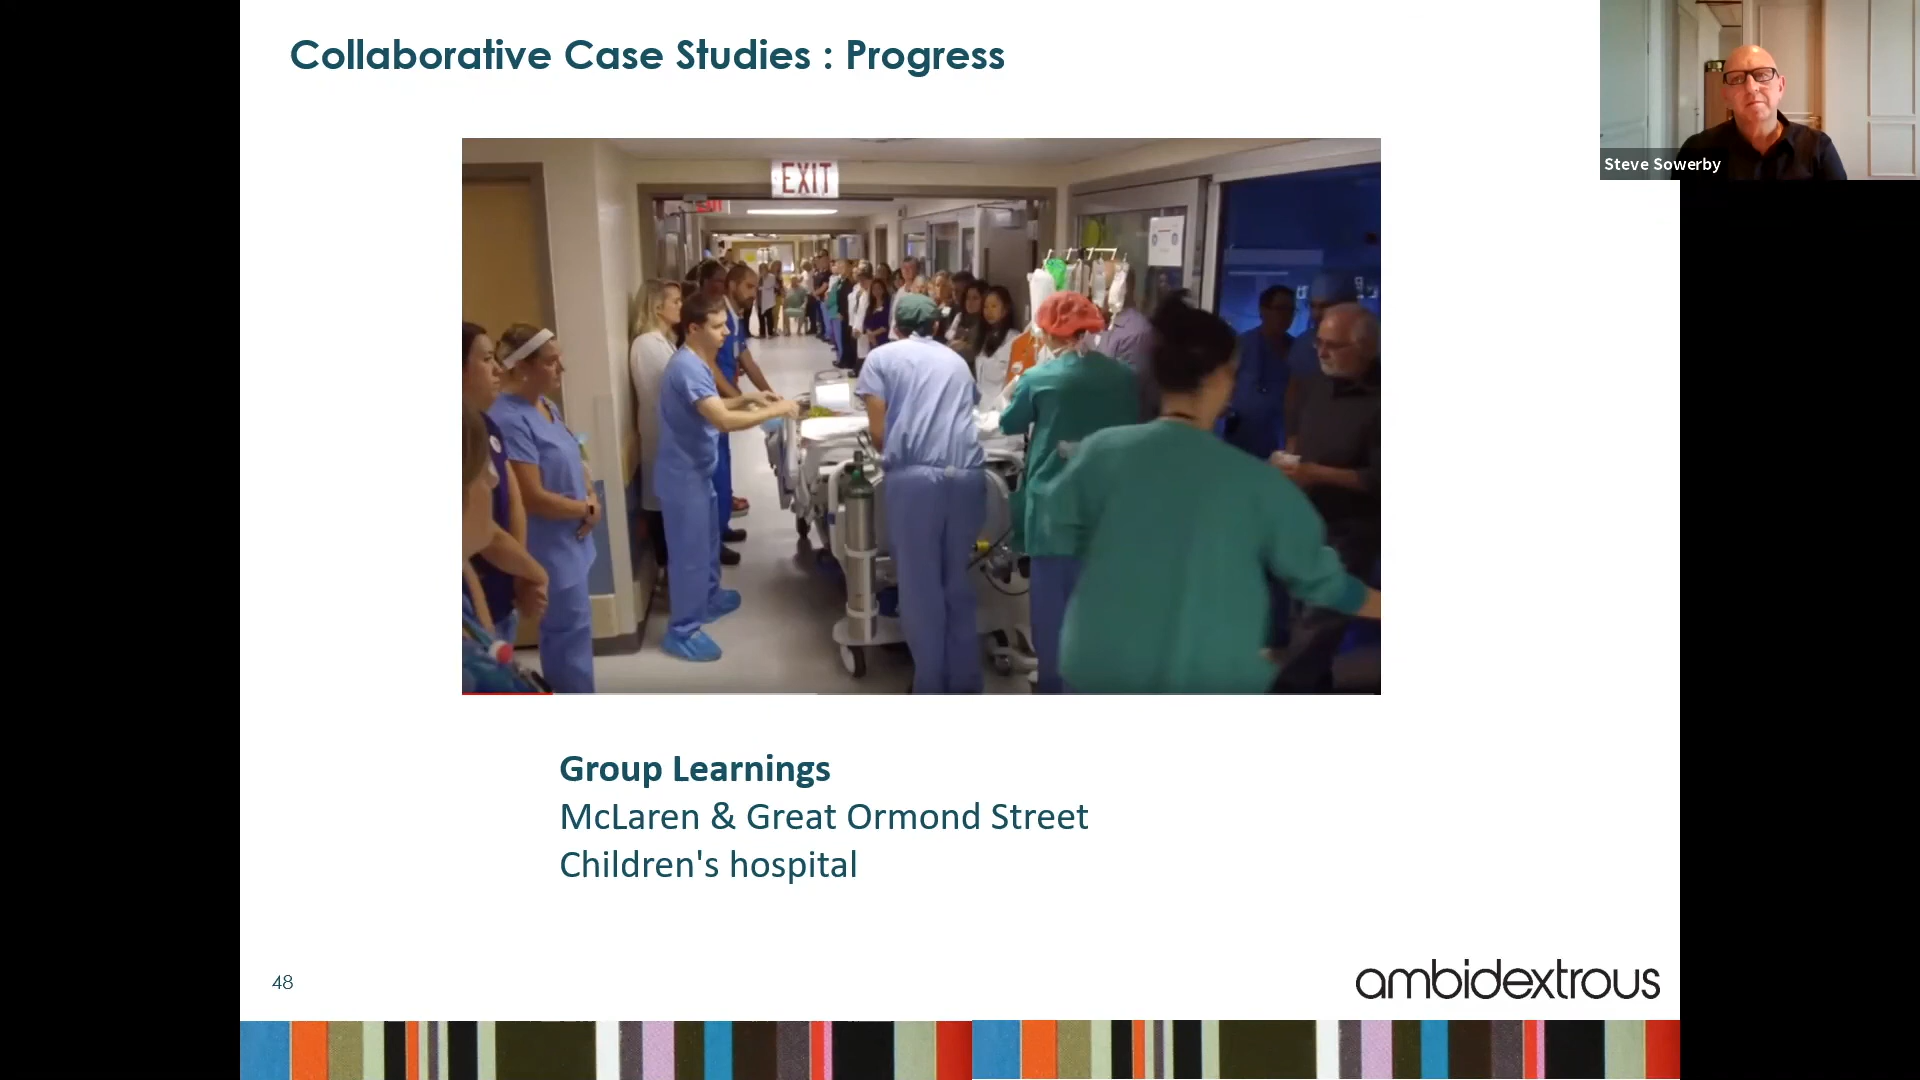 Collaborative Case Studies : Progress
Steve Sowerby
EXIT
Group Learnings
McLaren & Great Ormond Street
Children's hospital
48
ambidextrous